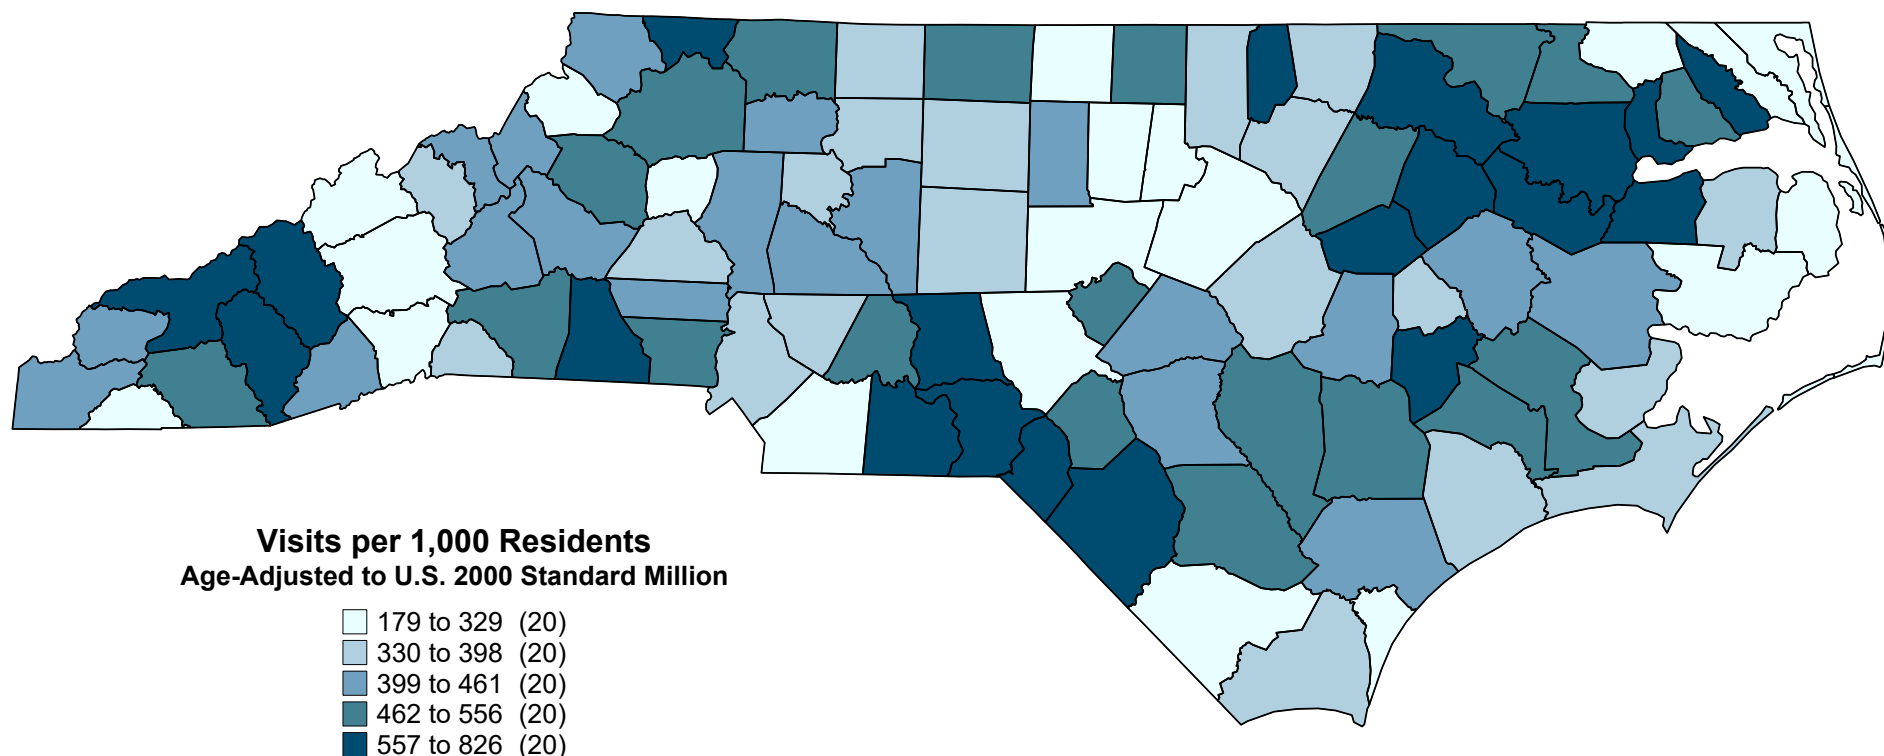 Visits per 1,000 Residents
Age-Adjusted to U.S. 2000 Standard Million
179 to 329 (20)
330 to 398 (20)
399 to 461 (20)
462 to 556 (20)
557 to 826 (20)